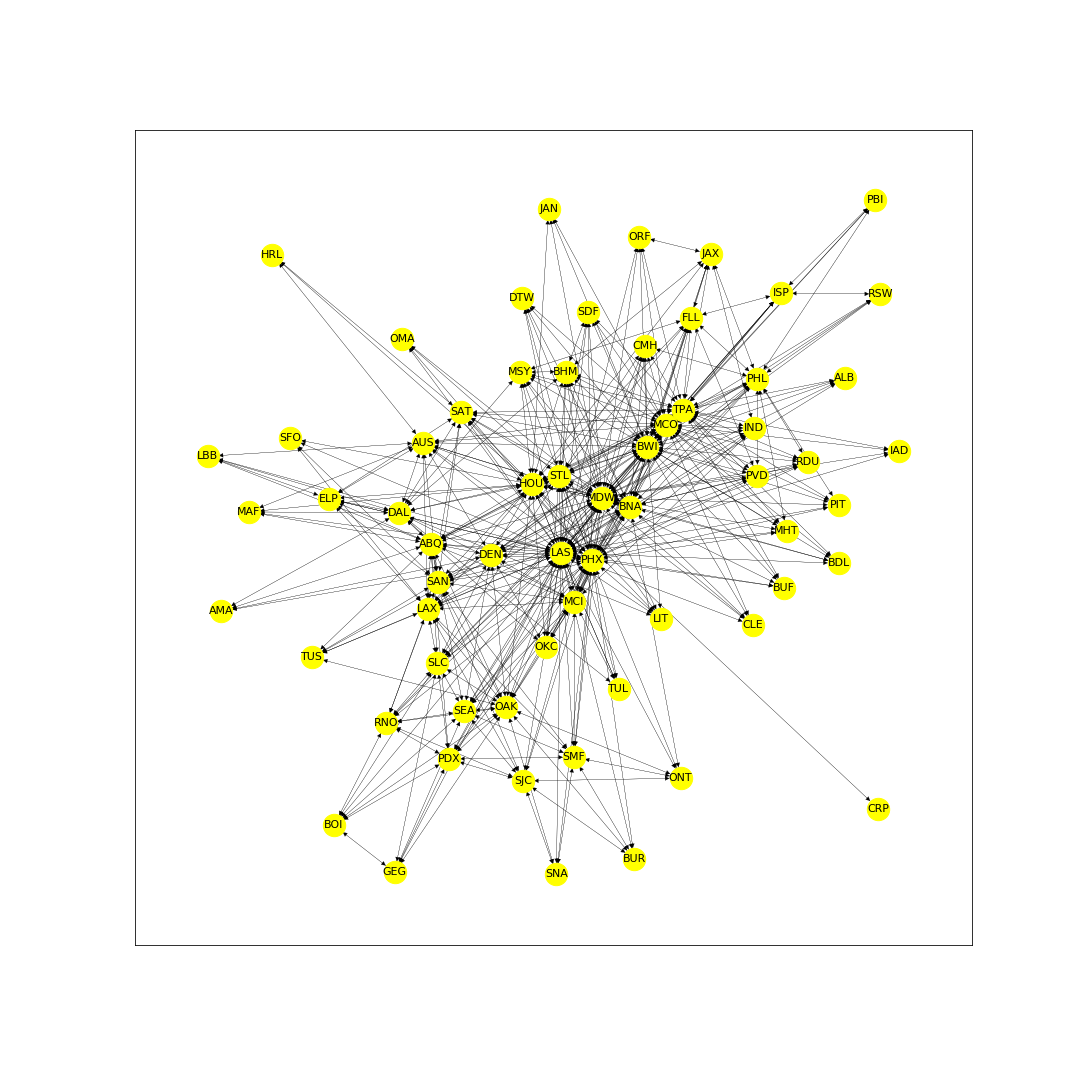 PBI
JAN
ORF
JAX
HRL
ISP
RSW
DTW
SDF
FLL
OMA
CMH
MSY
BHM
PHL
ALB
SAT
TPA
MCO
IND
SFO
AUS
BWI
IAD
LBB
RDU
STL
PVD
HOU
MDW
ELP
BNA
PIT
MAF
DAL
MHT
ABQ
DEN
LAS
PHX
BDL
SAN
BUF
MCI
LAX
AMA
LIT
CLE
OKC
TUS
SLC
TUL
OAK
SEA
RNO
SMF
PDX
ONT
SJC
CRP
BOI
BUR
GEG
SNA